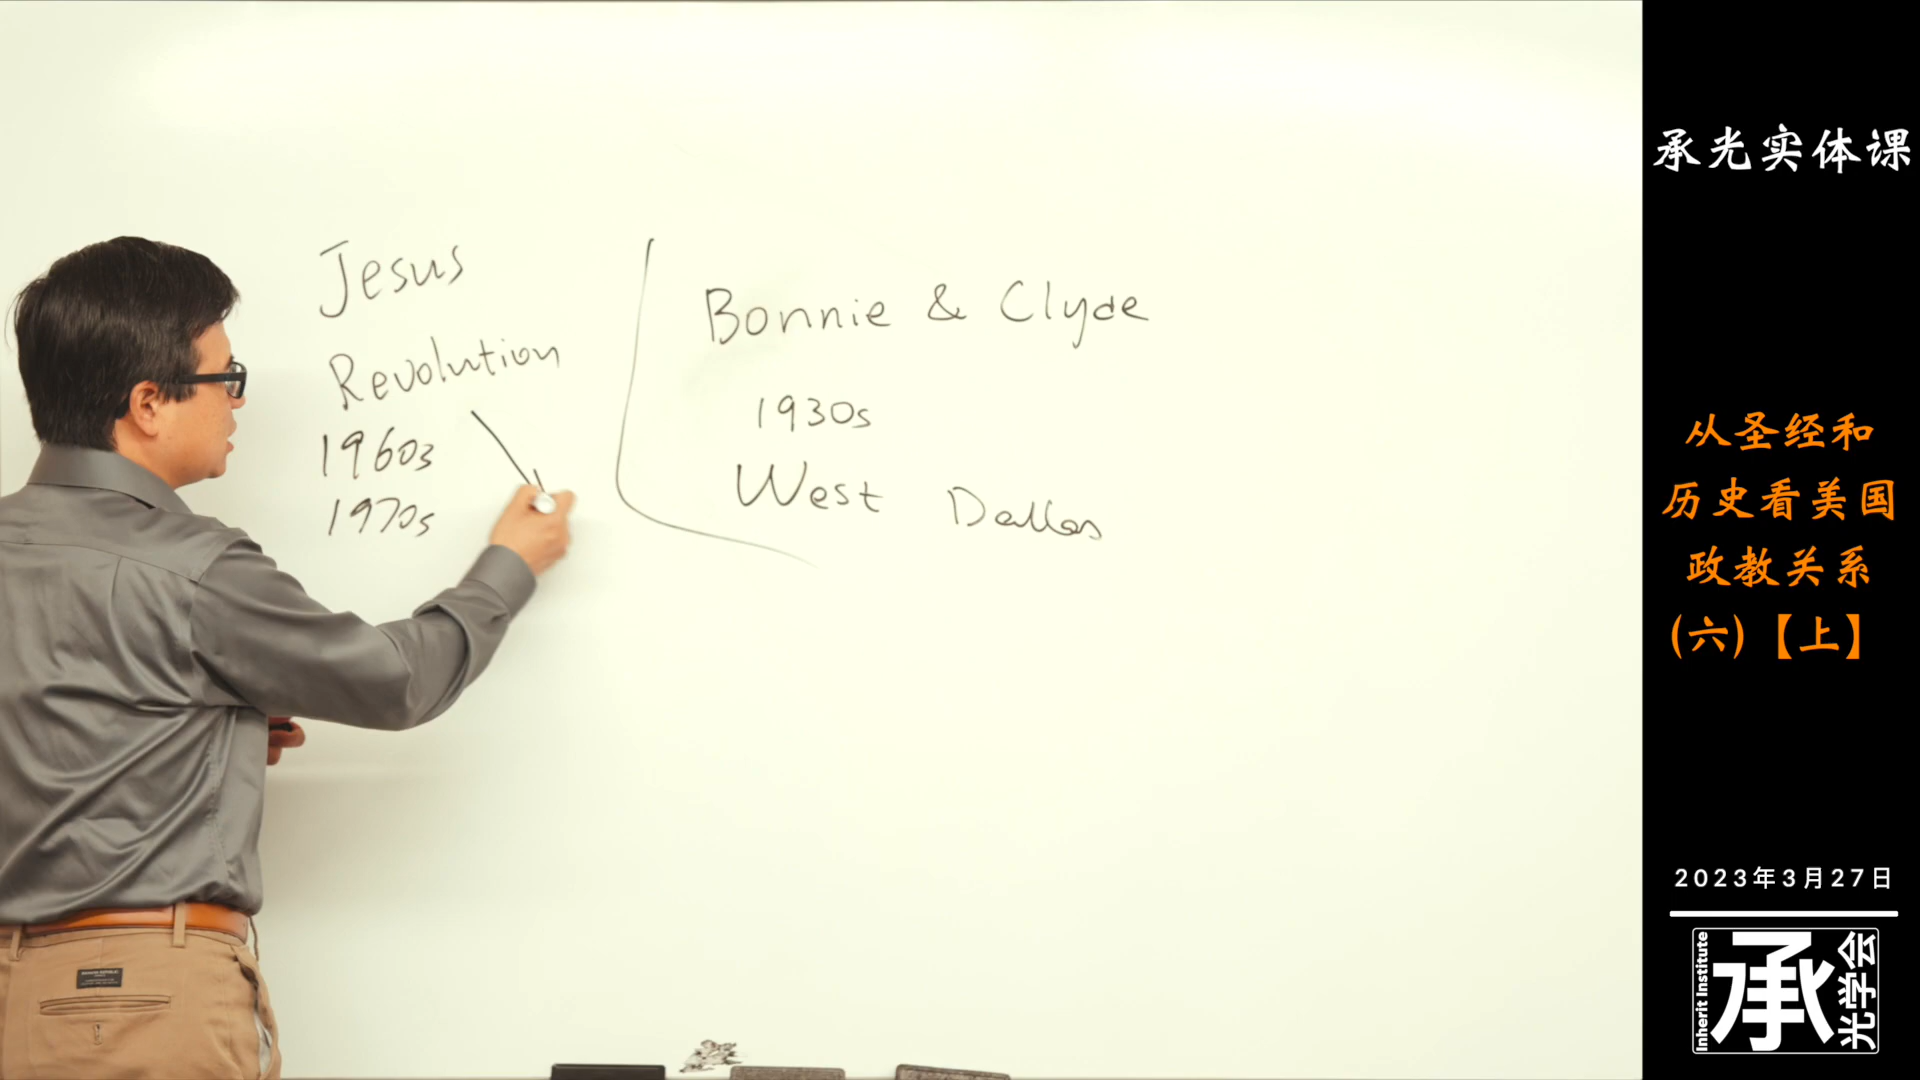 Jesus
Revolution
1960s
1970s
Bonnie & Clyde
1930s
West Dallas
承光实体课
从圣经和
历史看美国
政教关系
(六)【上】
2023年3月27日
Inherit Institute
承
光学会